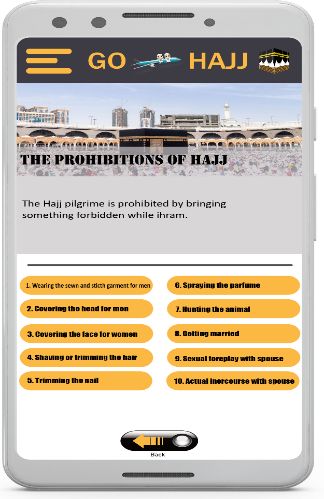 GO HAJJ
THE PROHIBITIONS OF HAJJ
The Hajj pilgrime is prohibited by bringing
something forbidden while ihram.
1. Wearing the sewn and sticth garment for men
2. Covering the head for men
3. Covering the face for women
4. Shaving or trimming the hair
5. Trimming the nail
6. Spraying the parfume
7. Hunting the animal
8. Getting married
9. Sexual foreplay with spouse
10. Actual inercourse with spouse
Back